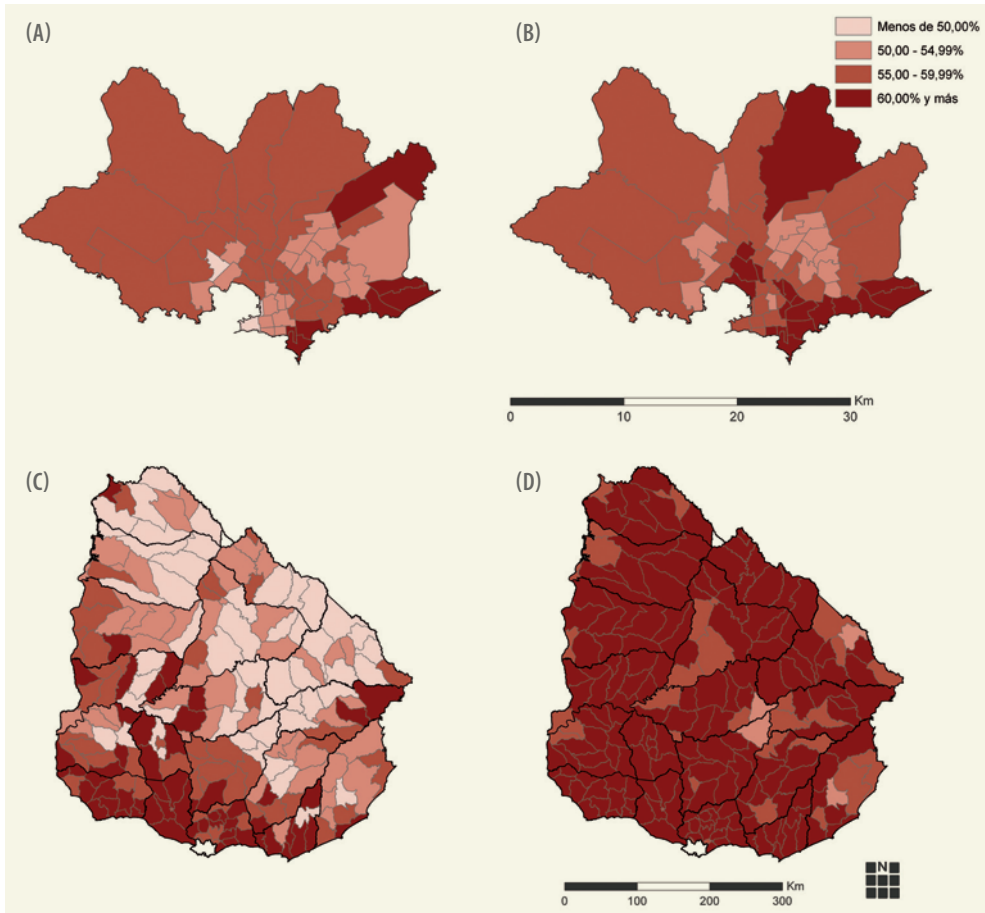 (A)
(B)
Menos de 50,00%
50,00 - 54,99%
55,00 - 59,99%
60,00% y más
Km
0 10 20 30
(C)
(D)
N
Km
0 100 200 300